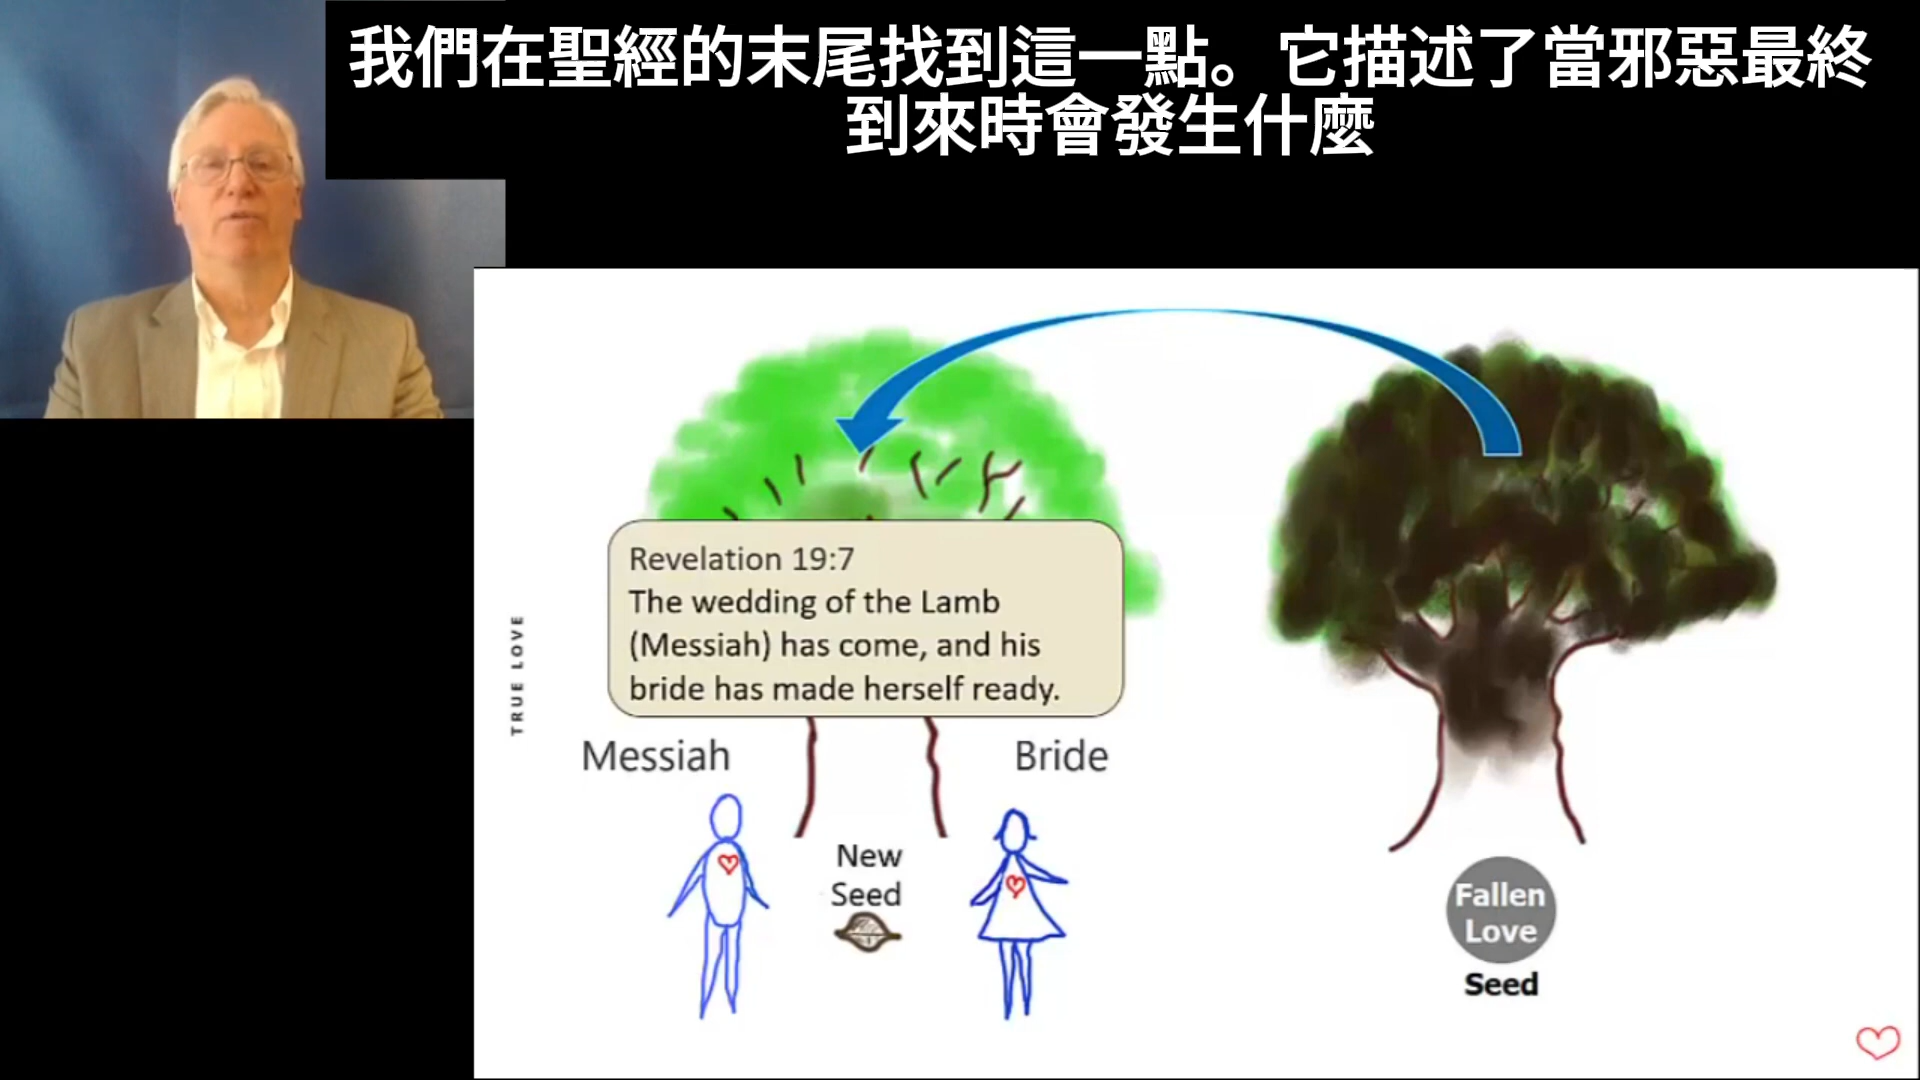 我們在聖經的末尾找到這一點。它描述了當邪惡最終
到來時會發生什麼
Revelation 19:7
The wedding of the Lamb
(Messiah) has come, and his
bride has made herself ready.
TRUE LOVE
Messiah
Bride
New
Seed
Fallen
Love
Seed